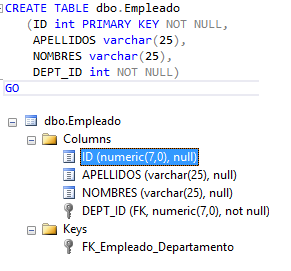 CREATE TABLE dbo.Empleado
(ID int PRIMARY KEY NOT NULL,
APELLIDOS varchar(25),
NOMBRES varchar(25),
DEPT_ID int NOT NULL)
GO
dbo.Empleado
Columns
ID (numeric(7,0), null)
APELLIDOS (varchar(25), null)
NOMBRES (varchar(25), null)
DEPT_ID (FK, numeric(7,0), not null)
Keys
FK_Empleado_Departamento